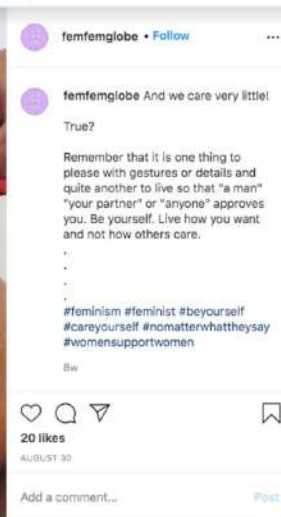 femfemglobe • Follow
...
femfemglobe And we care very little!
True?
Remember that it is one thing to
please with gestures or details and
quite another to live so that "a man"
"your partner" or "anyone" approves
you. Be yourself. Live how you want
and not how others care.
.
.
.
.
#feminism #feminist #beyourself
#careyourself #nomatterwhattheysay
#womensupportwomen
8w
20 likes
AUGUST 30
Add a comment...
Post